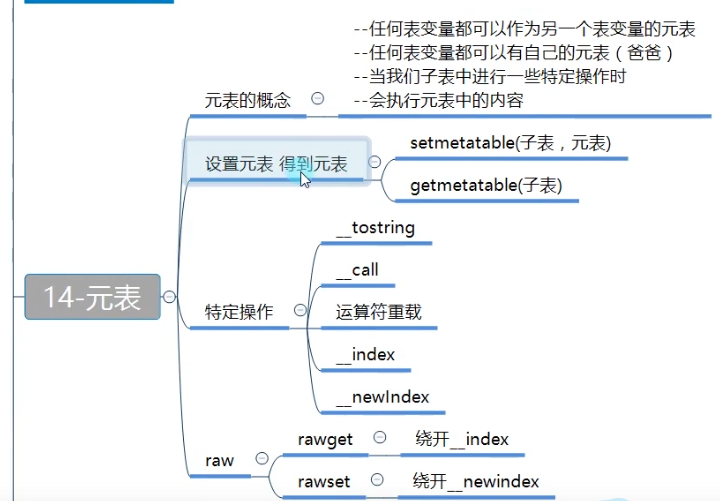 --任何表变量都可以作为另一个表变量的元表
--任何表变量都可以有自己的元表（爸爸）
--当我们子表中进行一些特定操作时
--会执行元表中的内容
元表的概念
设置元表 得到元表
setmetatable(子表，元表)
getmetatable(子表)
14-元表
特定操作
__tostring
__call
运算符重载
__index
__newIndex
raw
rawget
绕开__index
rawset
绕开__newindex